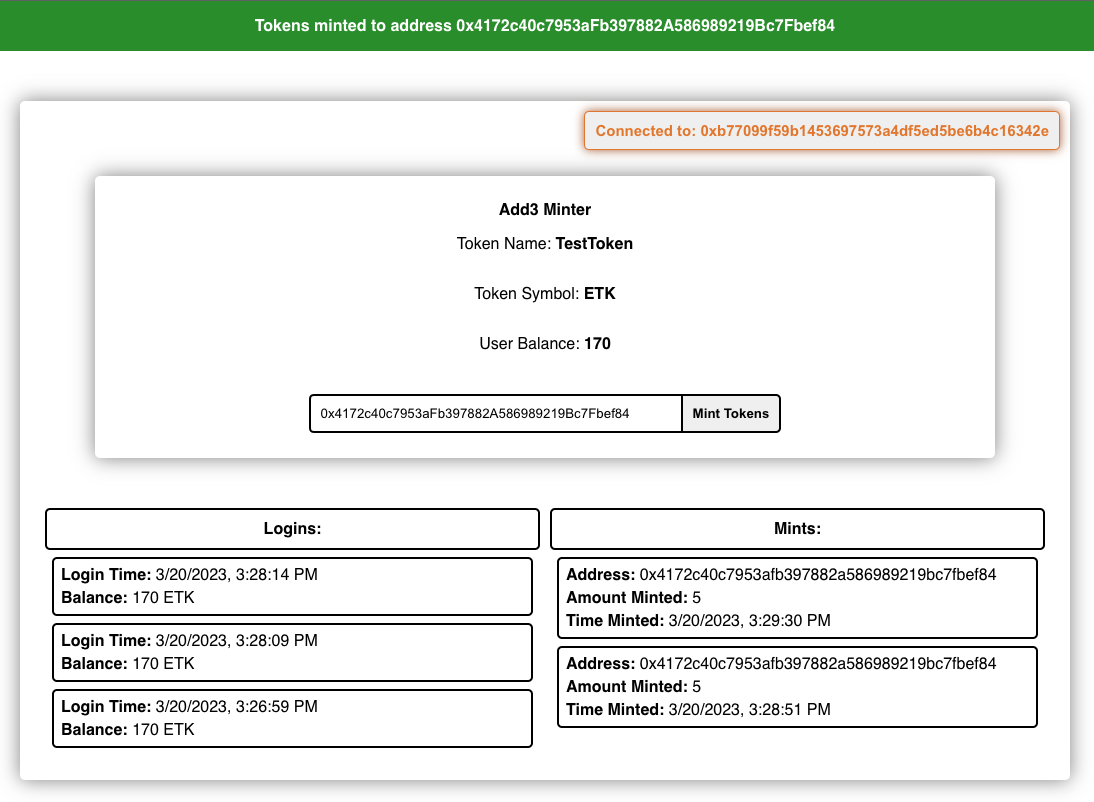 Tokens minted to address 0x4172c40c7953aFb397882A586989219Bc7Fbef84
Connected to: 0xb77099f59b1453697573a4df5ed5be6b4c16342e
Add3 Minter
Token Name: TestToken
Token Symbol: ETK
User Balance: 170
0x4172c40c7953aFb397882A586989219Bc7Fbef84 Mint Tokens
Logins:
Login Time: 3/20/2023, 3:28:14 PM
Balance: 170 ETK
Login Time: 3/20/2023, 3:28:09 PM
Balance: 170 ETK
Login Time: 3/20/2023, 3:26:59 PM
Balance: 170 ETK
Mints:
Address: 0x4172c40c7953afb397882a586989219bc7fbef84
Amount Minted: 5
Time Minted: 3/20/2023, 3:29:30 PM
Address: 0x4172c40c7953afb397882a586989219bc7fbef84
Amount Minted: 5
Time Minted: 3/20/2023, 3:28:51 PM